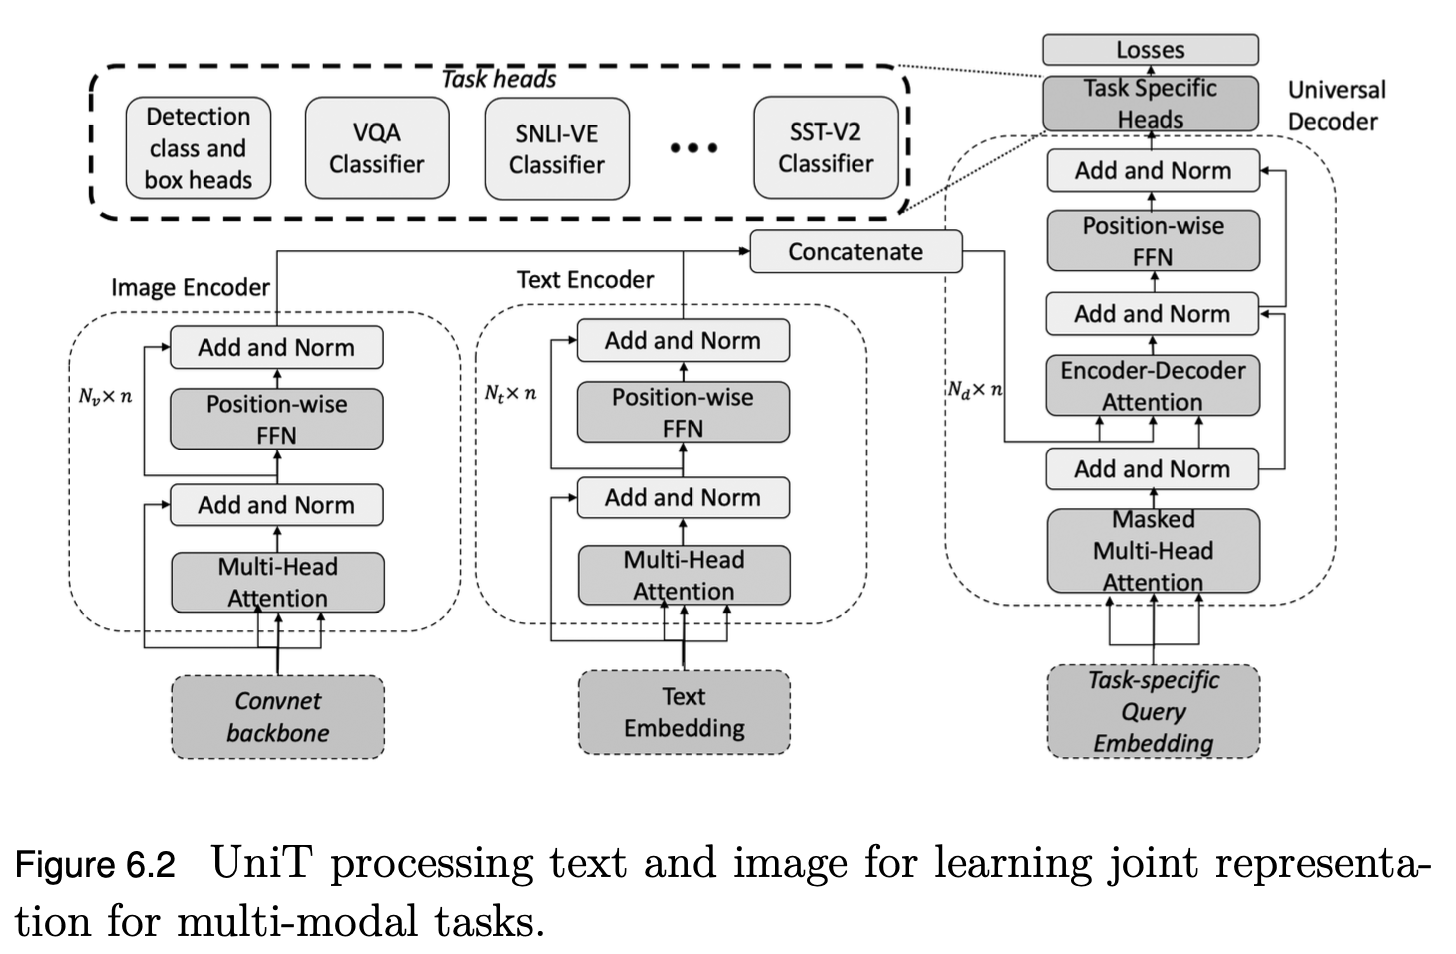 Task heads
Detection
class and
box heads
VQA
Classifier
SNLI-VE
Classifier
•••
SST-V2
Classifier
Losses
Task Specific
Heads
Universal
Decoder
Add and Norm
Position-wise
FFN
Add and Norm
Encoder-Decoder
Attention
N_d × n
Add and Norm
Masked
Multi-Head
Attention
Task-specific
Query
Embedding
Concatenate
Image Encoder
Add and Norm
N_v × n
Position-wise
FFN
Add and Norm
Multi-Head
Attention
Convnet
backbone
Text Encoder
Add and Norm
N_t × n
Position-wise
FFN
Add and Norm
Multi-Head
Attention
Text
Embedding
Figure 6.2 UniT processing text and image for learning joint representa-
tion for multi-modal tasks.